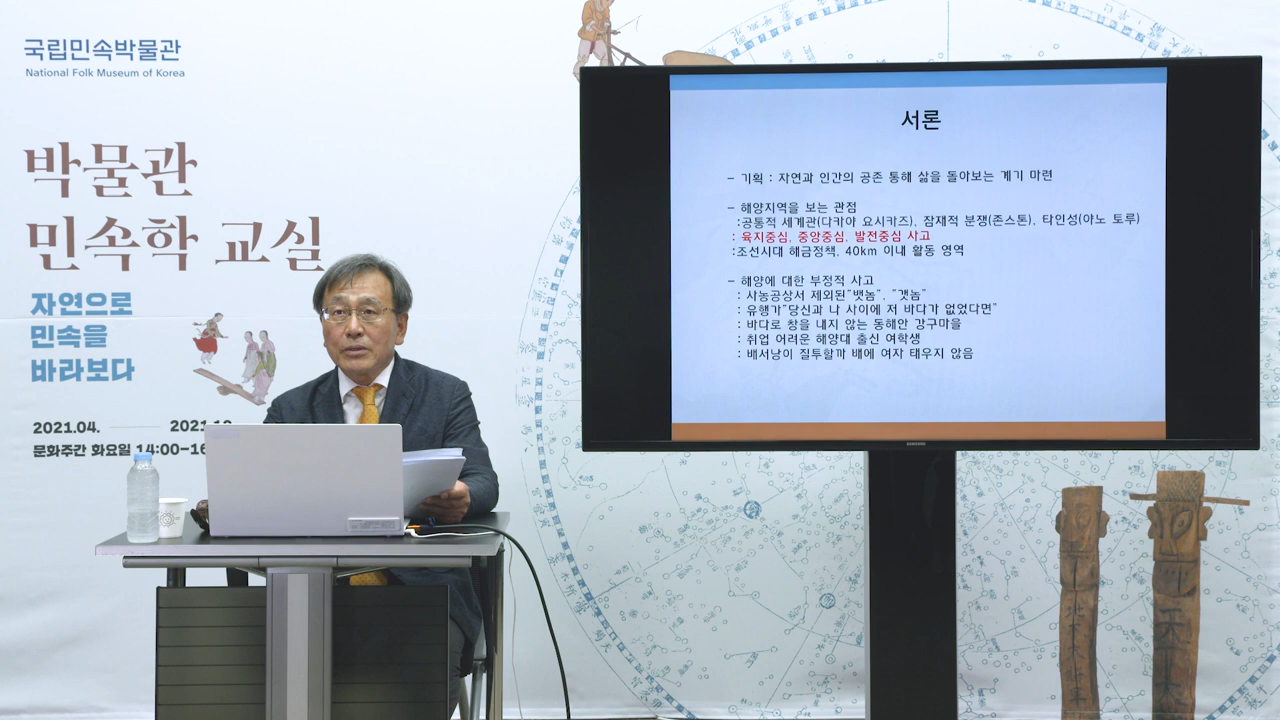 국립민속박물관
National Folk Museum of Korea
박물관
민속학 교실
자연으로
민속을
바라보다
2021.04.
문화주간 화요일 14:00-16
서론
- 기획 : 자연과 인간의 공존 통해 삶을 돌아보는 계기 마련
- 해양지역을 보는 관점
:공통적 세계관(다카야 요시카즈), 잠재적 분쟁(존스톤), 타인성(야노 토루)
: 육지중심, 중앙중심, 발전중심 사고
:조선시대 해금정책, 40km 이내 활동 영역
- 해양에 대한 부정적 사고
: 사농공상서 제외된"뱃놈", "갯놈"
: 유행가"당신과 나 사이에 저 바다가 없었다면"
: 바다로 창을 내지 않는 동해안 강구마을
: 취업 어려운 해양대 출신 여학생
: 배서낭이 질투할까 배에 여자 태우지 않음
SAMSUNG